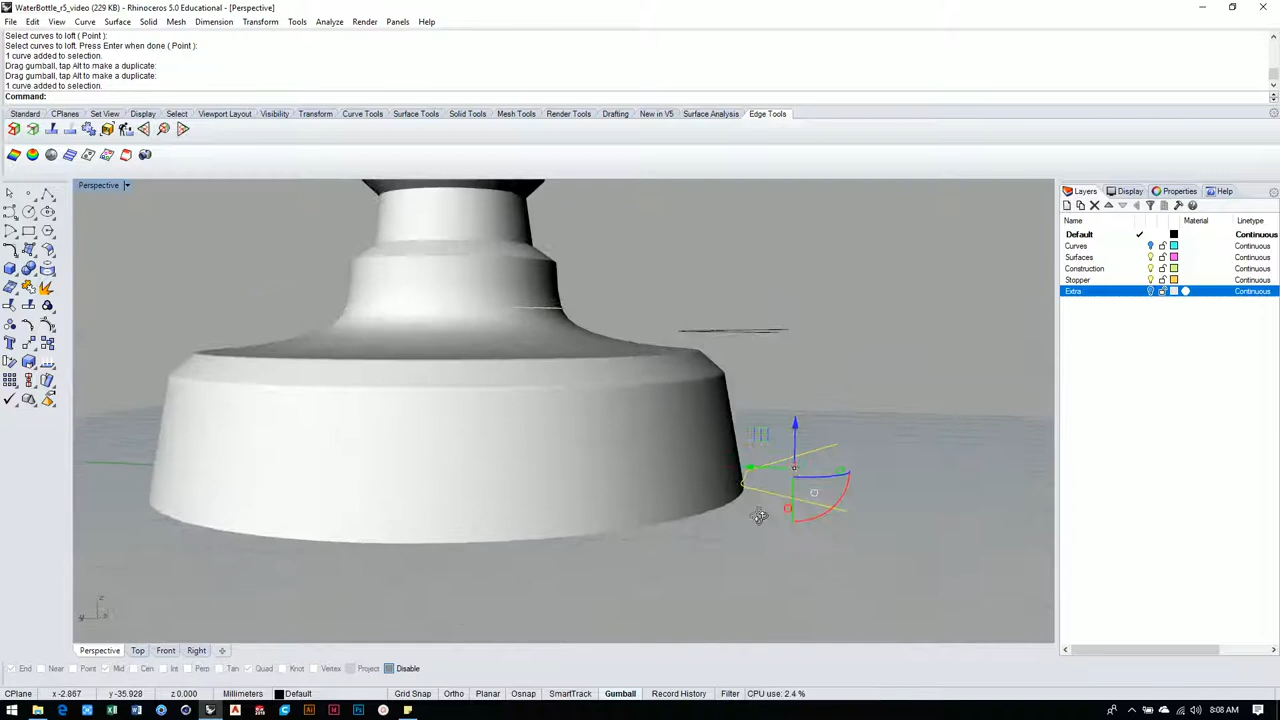 WaterBottle_r5_video (229 KB) - Rhinoceros 5.0 Educational - [Perspective]
File Edit View Curve Surface Solid Mesh Dimension Transform Tools Analyze Render Panels Help
Select curves to loft ( Point ):
Select curves to loft. Press Enter when done ( Point ):
1 curve added to selection.
Drag gumball, tap Alt to make a duplicate:
Drag gumball, tap Alt to make a duplicate:
1 curve added to selection.
Command:
Standard CPlanes Set View Display Select Viewport Layout Visibility Transform Curve Tools Surface Tools Solid Tools Mesh Tools Render Tools Drafting New in V5 Surface Analysis Edge Tools
Perspective
Layers Display Properties Help
Name Material Linetype
Default Continuous
Curves Continuous
Surfaces Continuous
Construction Continuous
Stopper Continuous
Extra Continuous
z
y x
Perspective Top Front Right
End Near Point Mid Cen Int Perp Tan Quad Knot Vertex Project Disable
CPlane x -2.867 y -35.928 z 0.000 Millimeters Default Grid Snap Ortho Planar Osnap SmartTrack Gumball Record History Filter CPU use: 2.4 %
8:08 AM